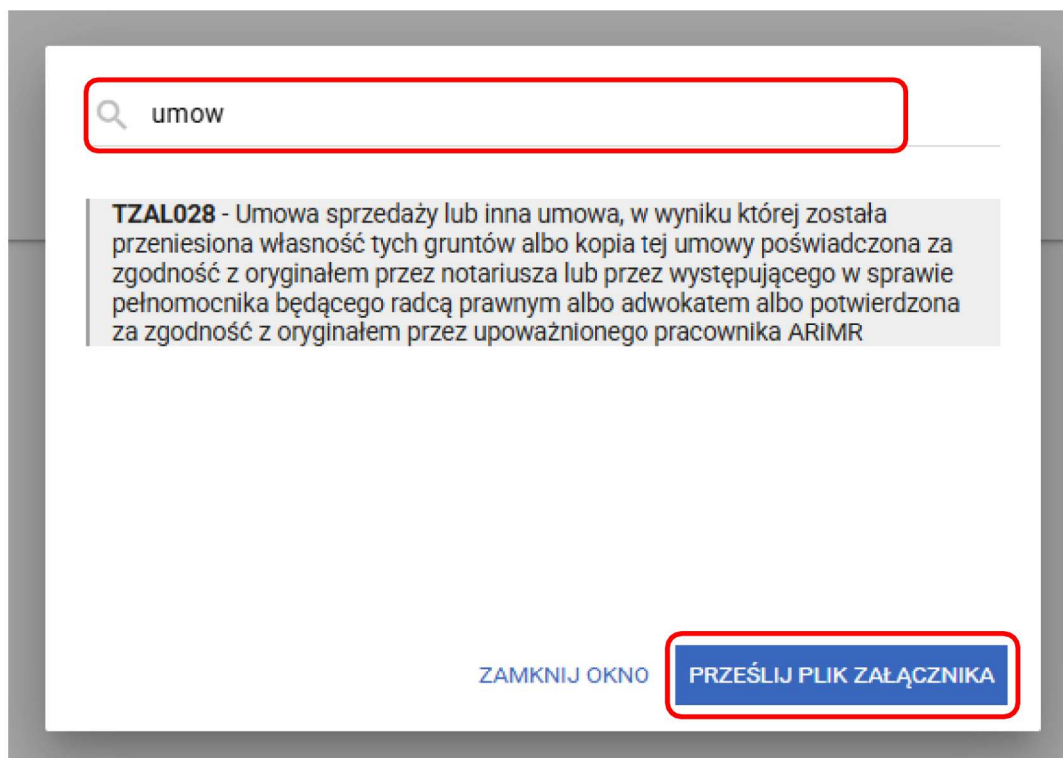 umow
TZAL028 - Umowa sprzedaży lub inna umowa, w wyniku której została
przeniesiona własność tych gruntów albo kopia tej umowy poświadczona za
zgodność z oryginałem przez notariusza lub przez występującego w sprawie
pełnomocnika będącego radcą prawnym albo adwokatem albo potwierdzona
za zgodność z oryginałem przez upoważnionego pracownika ARiMR
ZAMKNIJ OKNO
PRZEŚLIJ PLIK ZAŁĄCZNIKA